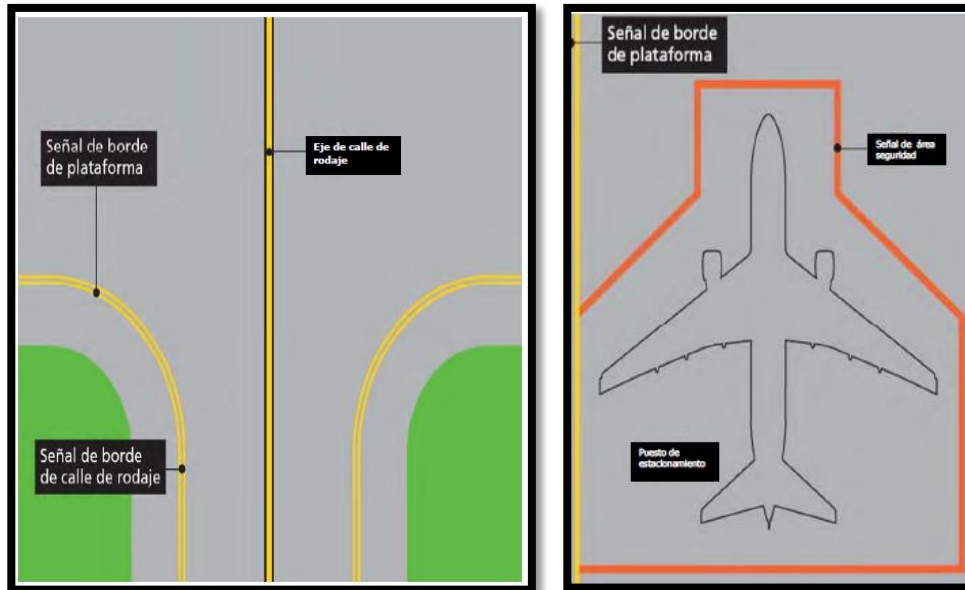 Señal de borde
de plataforma
Eje de calle de
rodaje
Señal de borde
de calle de rodaje
Señal de borde
de plataforma
Señal de área
seguridad
Puesto de
estacionamiento